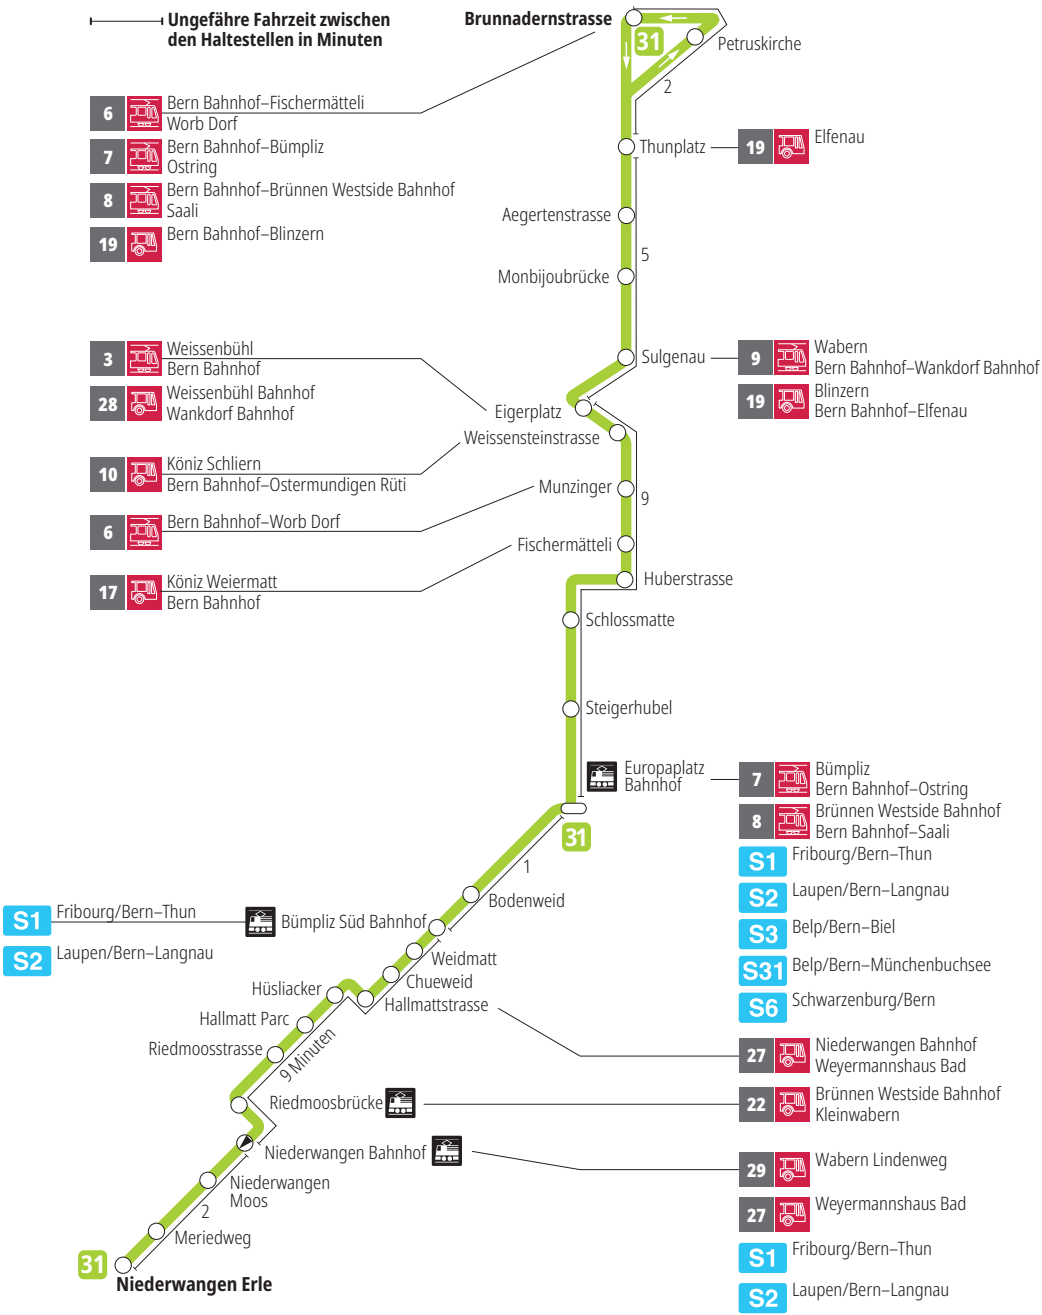 Ungefähre Fahrzeit zwischen
den Haltestellen in Minuten
Brunnadernstrasse
31
Petruskirche
2
6
Bern Bahnhof–Fischermätteli
Worb Dorf
7
Bern Bahnhof–Bümpliz
Ostring
8
Bern Bahnhof–Brünnen Westside Bahnhof
Saali
19
Bern Bahnhof–Blinzern
Thunplatz
19
Elfenau
Aegertenstrasse
5
Monbijoubrücke
3
Weissenbühl
Bern Bahnhof
28
Weissenbühl Bahnhof
Wankdorf Bahnhof
Sulgenau
9
Wabern
Bern Bahnhof–Wankdorf Bahnhof
19
Blinzern
Bern Bahnhof–Elfenau
Eigerplatz
Weissensteinstrasse
10
Köniz Schliern
Bern Bahnhof–Ostermundigen Rüti
Munzinger
9
6
Bern Bahnhof–Worb Dorf
Fischermätteli
17
Köniz Weiermatt
Bern Bahnhof
Huberstrasse
Schlossmatte
Steigerhubel
Europaplatz
Bahnhof
31
7
Bümpliz
Bern Bahnhof–Ostring
8
Brünnen Westside Bahnhof
Bern Bahnhof–Saali
S1
Fribourg/Bern–Thun
S2
Laupen/Bern–Langnau
S3
Belp/Bern–Biel
S31
Belp/Bern–Münchenbuchsee
S6
Schwarzenburg/Bern
1
Bodenweid
S1
Fribourg/Bern–Thun
S2
Laupen/Bern–Langnau
Bümpliz Süd Bahnhof
Weidmatt
Chueweid
Hallmattstrasse
Hüsliacker
Hallmatt Parc
Riedmoosstrasse
9 Minuten
27
Niederwangen Bahnhof
Weyermannshaus Bad
Riedmoosbrücke
22
Brünnen Westside Bahnhof
Kleinwabern
Niederwangen Bahnhof
29
Wabern Lindenweg
27
Weyermannshaus Bad
S1
Fribourg/Bern–Thun
S2
Laupen/Bern–Langnau
Niederwangen
Moos
2
Meriedweg
31
Niederwangen Erle